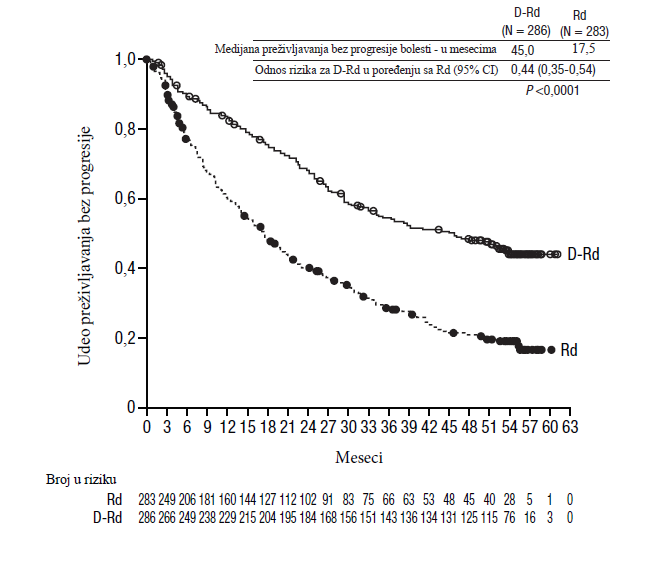 D-Rd Rd
(N = 286) (N = 283)
Medijana preživljavanja bez progresije bolesti - u mesecima 45,0 17,5
Odnos rizika za D-Rd u poređenju sa Rd (95% CI) 0,44 (0,35-0,54)
P <0,0001
Udeo preživljavanja bez progresije
1,0
0,8
0,6
0,4
0,2
0
D-Rd
Rd
0 3 6 9 12 15 18 21 24 27 30 33 36 39 42 45 48 51 54 57 60 63
Meseci
Broj u riziku
Rd 283 249 206 181 160 144 127 112 102 91 83 75 66 63 53 48 45 40 28 5 1 0
D-Rd 286 266 249 238 229 215 204 195 184 168 156 151 143 136 134 131 125 115 76 16 3 0